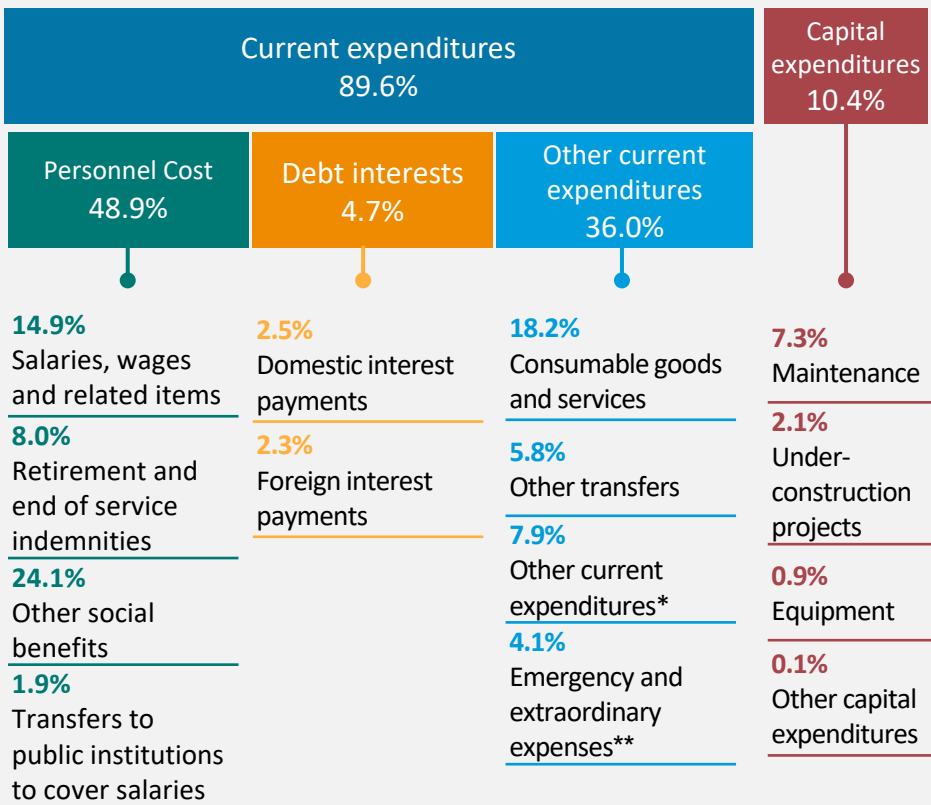 Current expenditures
89.6%
Capital
expenditures
10.4%
Personnel Cost
48.9%
Debt interests
4.7%
Other current
expenditures
36.0%
14.9%
Salaries, wages
and related items
8.0%
Retirement and
end of service
indemnities
24.1%
Other social
benefits
1.9%
Transfers to
public institutions
to cover salaries
2.5%
Domestic interest
payments
2.3%
Foreign interest
payments
18.2%
Consumable goods
and services
5.8%
Other transfers
7.9%
Other current
expenditures*
4.1%
Emergency and
extraordinary
expenses**
7.3%
Maintenance
2.1%
Under-
construction
projects
0.9%
Equipment
0.1%
Other capital
expenditures